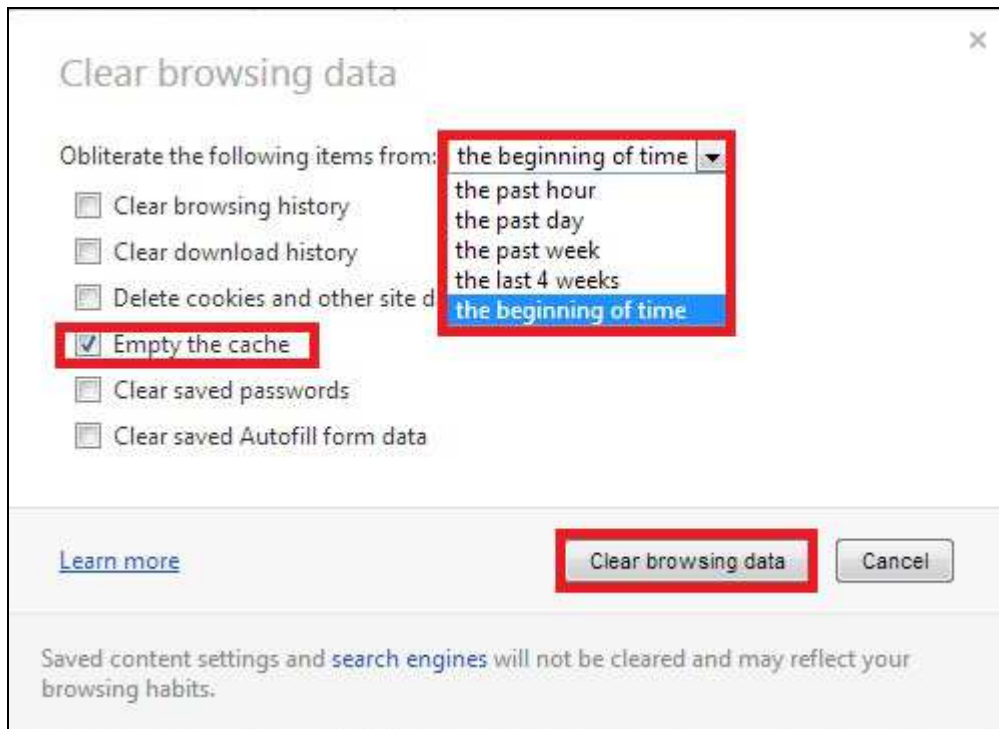 Clear browsing data
Obliterate the following items from: the beginning of time
the past hour
the past day
the past week
the last 4 weeks
the beginning of time
Clear browsing history
Clear download history
Delete cookies and other site d
Empty the cache
Clear saved passwords
Clear saved Autofill form data
Learn more
Clear browsing data
Cancel
Saved content settings and search engines will not be cleared and may reflect your
browsing habits.